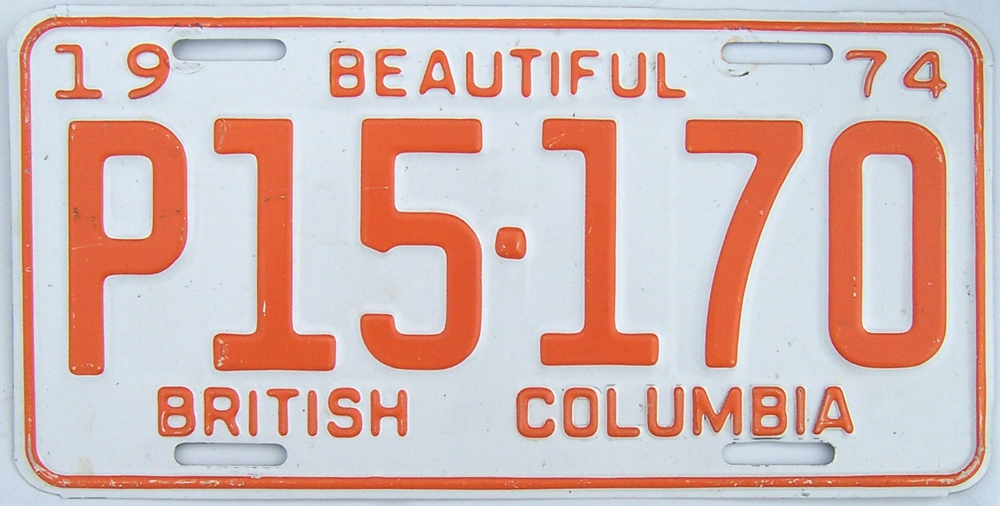 19 BEAUTIFUL 74
P15·170
BRITISH COLUMBIA